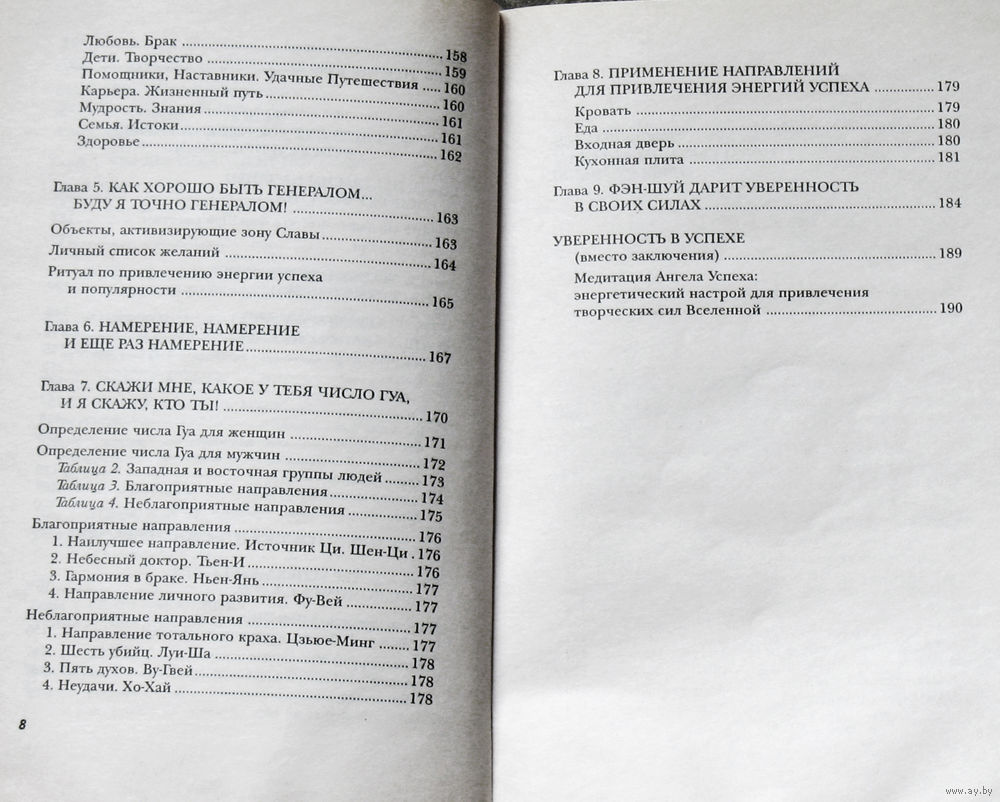 Любовь. Брак ........ 158
Дети. Творчество ........ 159
Помощники, Наставники. Удачные Путешествия ..... 160
Карьера. Жизненный путь ........ 160
Мудрость. Знания ........ 161
Семья. Истоки ........ 161
Здоровье ........ 162
Глава 5. КАК ХОРОШО БЫТЬ ГЕНЕРАЛОМ...
БУДУ Я ТОЧНО ГЕНЕРАЛОМ! ........ 163
Объекты, активизирующие зону Славы ........ 163
Личный список желаний ........ 164
Ритуал по привлечению энергии успеха
и популярности ........ 165
Глава 6. НАМЕРЕНИЕ, НАМЕРЕНИЕ
И ЕЩЕ РАЗ НАМЕРЕНИЕ ........ 167
Глава 7. СКАЖИ МНЕ, КАКОЕ У ТЕБЯ ЧИСЛО ГУА,
И Я СКАЖУ, КТО ТЫ! ........ 170
Определение числа Гуа для женщин ........ 171
Определение числа Гуа для мужчин ........ 172
Таблица 2. Западная и восточная группы людей ........ 173
Таблица 3. Благоприятные направления ........ 174
Таблица 4. Неблагоприятные направления ........ 175
Благоприятные направления ........ 176
1. Наилучшее направление. Источник Ци. Шен-Ци . 176
2. Небесный доктор. Тьен-И ........ 176
3. Гармония в браке. Ньен-Янь ........ 177
4. Направление личного развития. Фу-Вей ........ 177
Неблагоприятные направления ........ 177
1. Направление тотального краха. Цзьюе-Минг ....... 177
2. Шесть убийц. Луи-Ша ........ 178
3. Пять духов. Ву-Гвей ........ 178
4. Неудачи. Хо-Хай ........ 178
8
Глава 8. ПРИМЕНЕНИЕ НАПРАВЛЕНИЙ
ДЛЯ ПРИВЛЕЧЕНИЯ ЭНЕРГИЙ УСПЕХА ........ 179
Кровать ........ 179
Еда ........ 180
Входная дверь ........ 180
Кухонная плита ........ 181
Глава 9. ФЭН-ШУЙ ДАРИТ УВЕРЕННОСТЬ
В СВОИХ СИЛАХ ........ 184
УВЕРЕННОСТЬ В УСПЕХЕ
(вместо заключения) ........ 189
Медитация Ангела Успеха:
энергетический настрой для привлечения
творческих сил Вселенной ........ 190
www.ay.by